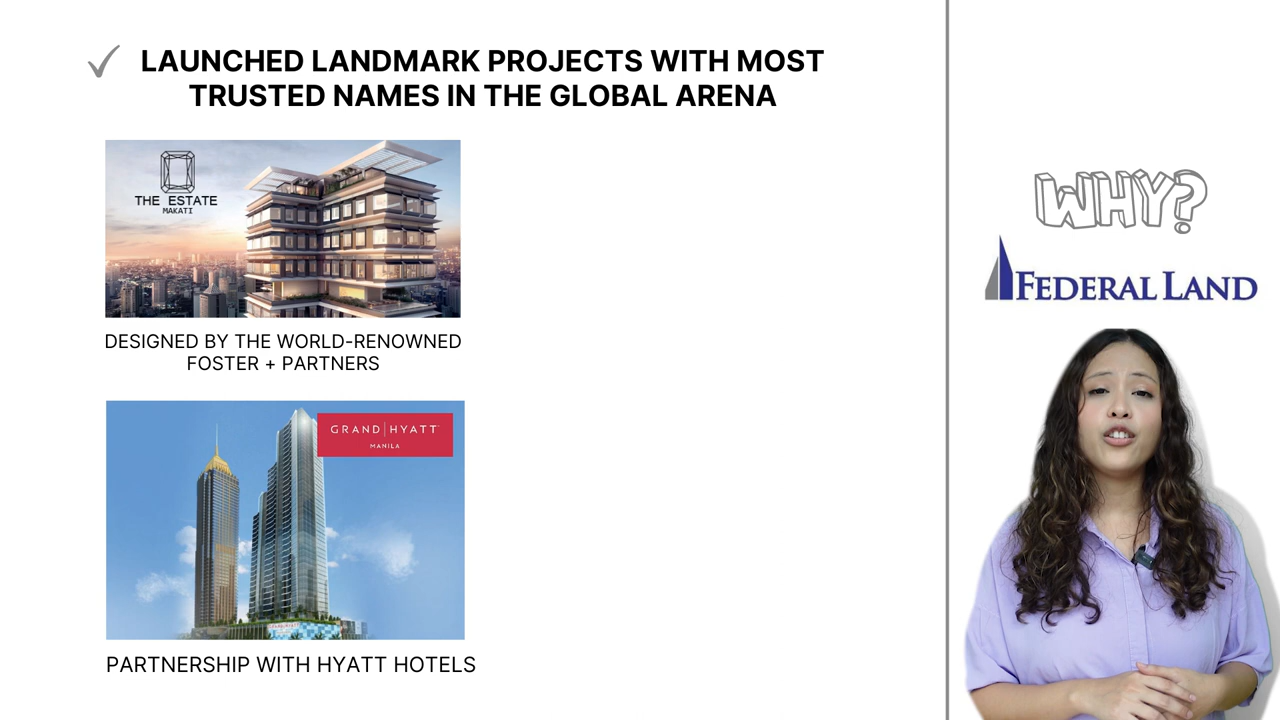 LAUNCHED LANDMARK PROJECTS WITH MOST
TRUSTED NAMES IN THE GLOBAL ARENA
THE ESTATE
MAKATI
DESIGNED BY THE WORLD-RENOWNED
FOSTER + PARTNERS
GRAND | HYATT
MANILA
PARTNERSHIP WITH HYATT HOTELS
WHY?
FEDERAL LAND